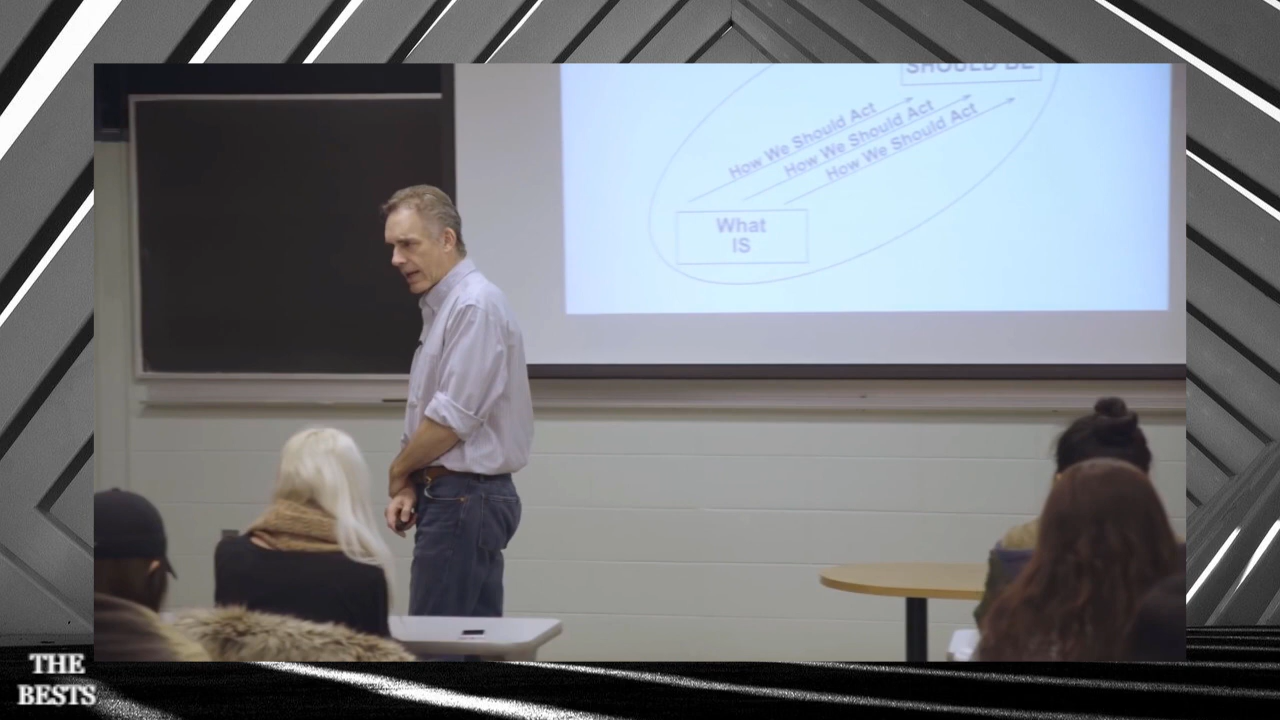 SHOULD BE
How We Should Act
How We Should Act
How We Should Act
What
IS
THE
BESTS